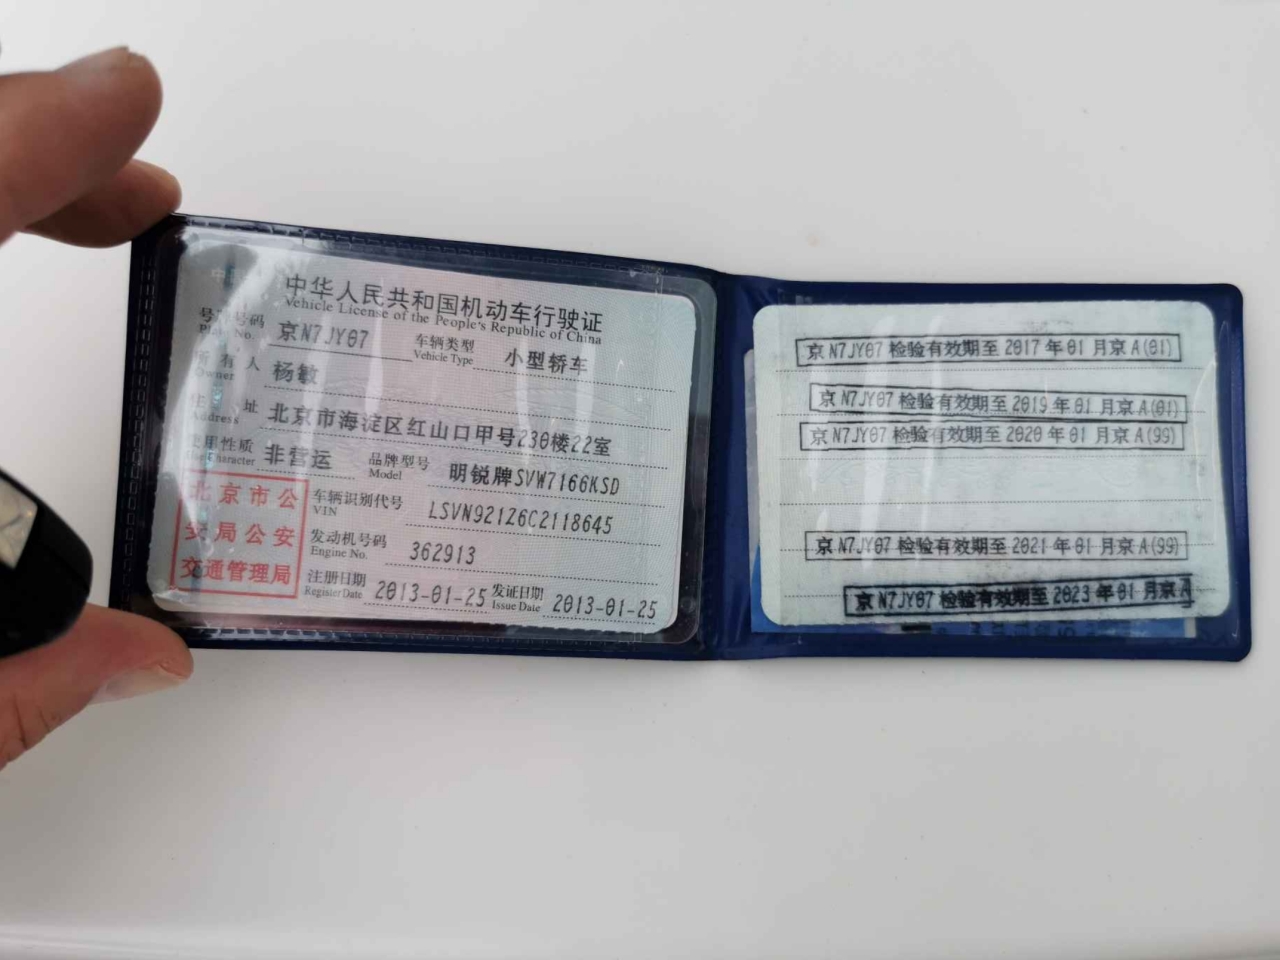 中华人民共和国机动车行驶证
Vehicle License of the People's Republic of China
号牌号码 京N7JY07 车辆类型 小型轿车
Plate No. Vehicle Type
所有人 杨敏
Owner
住址 北京市海淀区红山口甲号230楼22室
Address
使用性质 非营运 品牌型号 明锐牌SVW7166KSD
Use Character Model
北京市公
安局公安
交通管理局
车辆识别代号 LSVN92126C2118645
VIN
发动机号码 362913
Engine No.
注册日期 2013-01-25 发证日期 2013-01-25
Register Date Issue Date
京N7JY07 检验有效期至 2017 年 01 月京 A(01)
京N7JY07 检验有效期至 2019 年 01 月京 A(01)
京N7JY07 检验有效期至 2020 年 01 月京 A(99)
京N7JY07 检验有效期至 2021 年 01 月京 A(99)
京N7JY07 检验有效期至 2023 年 01 月京 A